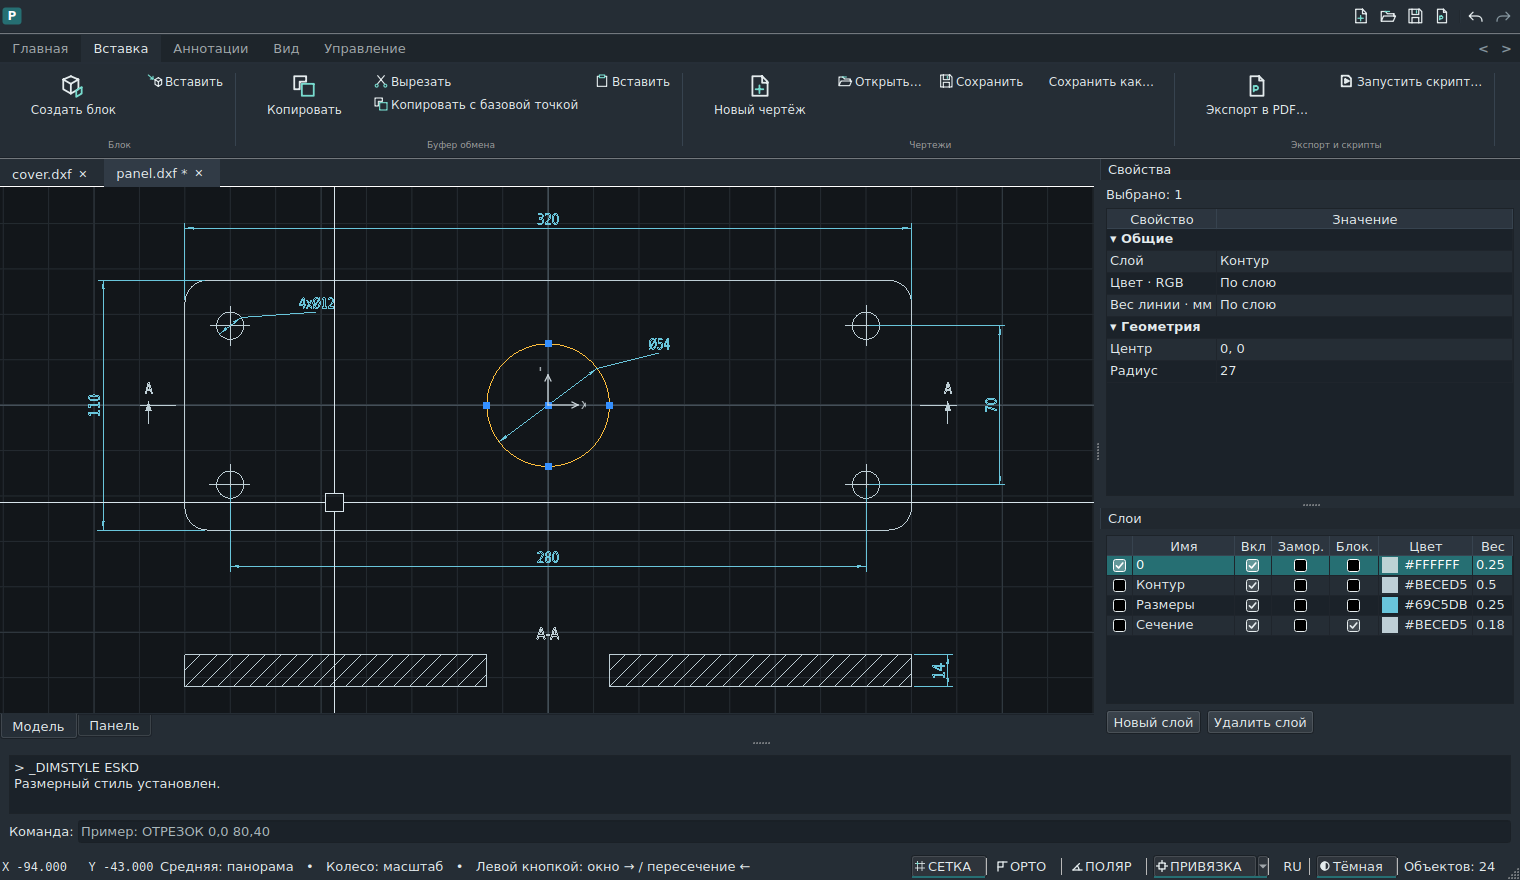 P
Главная Вставка Аннотации Вид Управление < >
Создать блок Вставить
Блок
Копировать Вырезать Вставить
Копировать с базовой точкой
Буфер обмена
Новый чертёж Открыть... Сохранить Сохранить как...
Чертежи
Экспорт в PDF... Запустить скрипт...
Экспорт и скрипты
cover.dxf × panel.dxf * ×
320
4xØ12
Ø54
A A
110
70
X
280
A-A
14
Модель Панель
Свойства
Выбрано: 1
Свойство Значение
▾ Общие
Слой Контур
Цвет · RGB По слою
Вес линии · мм По слою
▾ Геометрия
Центр 0, 0
Радиус 27
Слои
Имя Вкл Замор. Блок. Цвет Вес
0 #FFFFFF 0.25
Контур #BECED5 0.5
Размеры #69C5DB 0.25
Сечение #BECED5 0.18
Новый слой Удалить слой
> _DIMSTYLE ESKD
Размерный стиль установлен.
Команда: Пример: ОТРЕЗОК 0,0 80,40
X -94.000 Y -43.000 Средняя: панорама • Колесо: масштаб • Левой кнопкой: окно → / пересечение ← СЕТКА ОРТО ПОЛЯР ПРИВЯЗКА RU Тёмная Объектов: 24